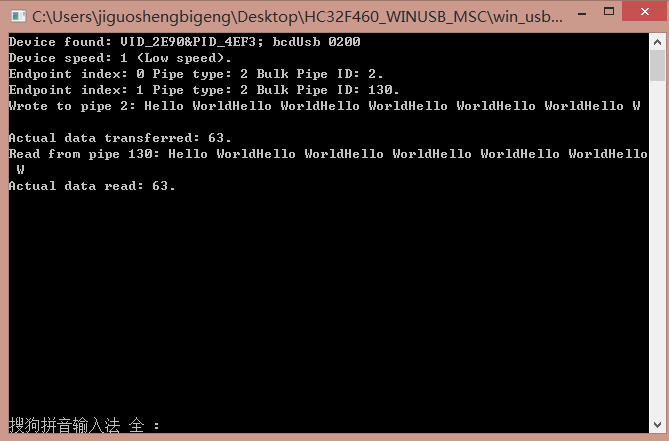 C:\Users\jiguoshengbigeng\Desktop\HC32F460_WINUSB_MSC\win_usb...
Device found: VID_2E90&PID_4EF3; bcdUsb 0200
Device speed: 1 (Low speed).
Endpoint index: 0 Pipe type: 2 Bulk Pipe ID: 2.
Endpoint index: 1 Pipe type: 2 Bulk Pipe ID: 130.
Wrote to pipe 2: Hello WorldHello WorldHello WorldHello WorldHello WorldHello W
Actual data transferred: 63.
Read from pipe 130: Hello WorldHello WorldHello WorldHello WorldHello WorldHello
W
Actual data read: 63.
搜狗拼音输入法 全 :